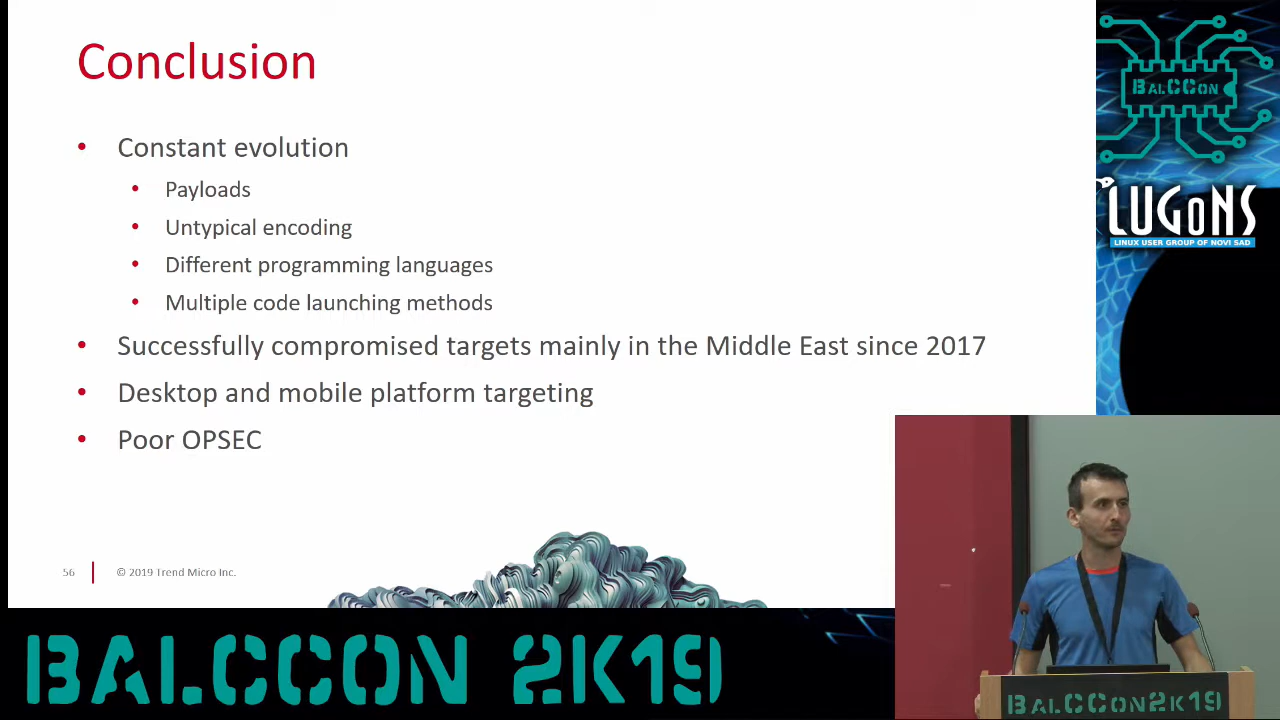 Conclusion
• Constant evolution
• Payloads
• Untypical encoding
• Different programming languages
• Multiple code launching methods
• Successfully compromised targets mainly in the Middle East since 2017
• Desktop and mobile platform targeting
• Poor OPSEC
56
© 2019 Trend Micro Inc.
BALCCON
LUGONS
LINUX USER GROUP OF NOVI SAD
BALCCON 2K19
BALCCON2K19